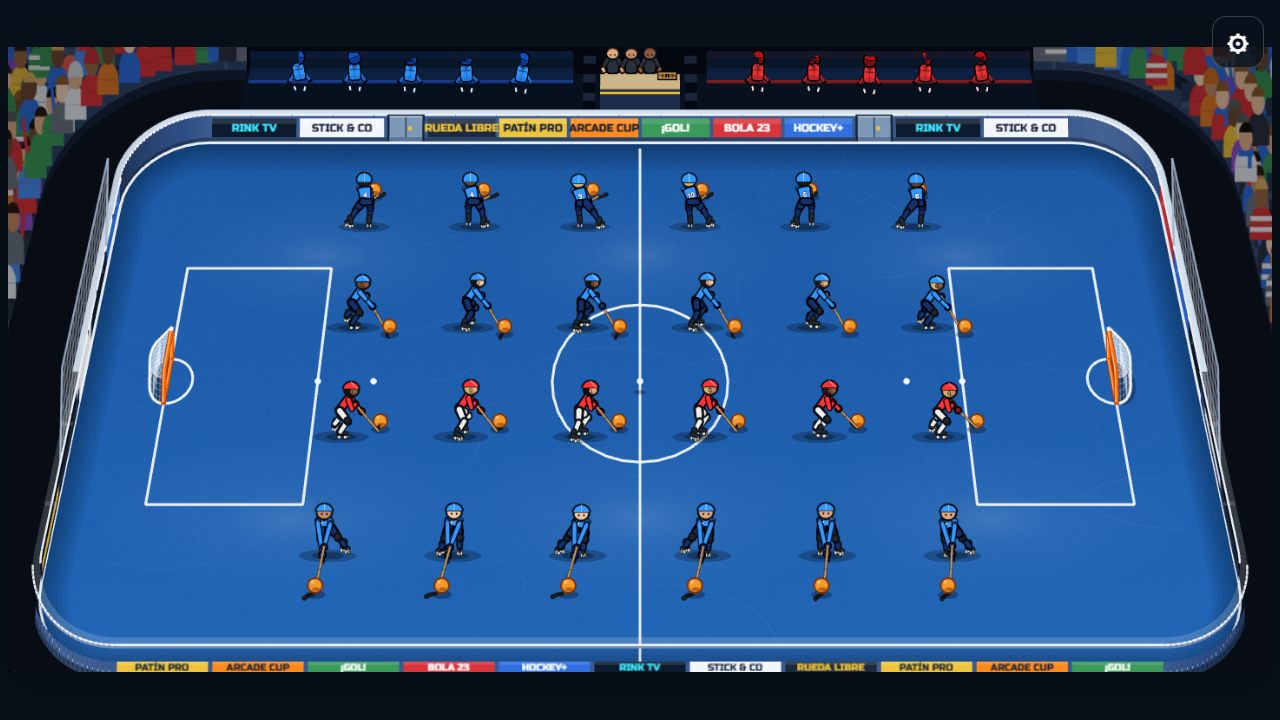 RINK TV STICK & CO RUEDA LIBRE PATÍN PRO ARCADE CUP ¡GOL! BOLA 23 HOCKEY+ RINK TV STICK & CO
PATÍN PRO ARCADE CUP ¡GOL! BOLA 23 HOCKEY+ RINK TV STICK & CO RUEDA LIBRE PATÍN PRO ARCADE CUP ¡GOL!